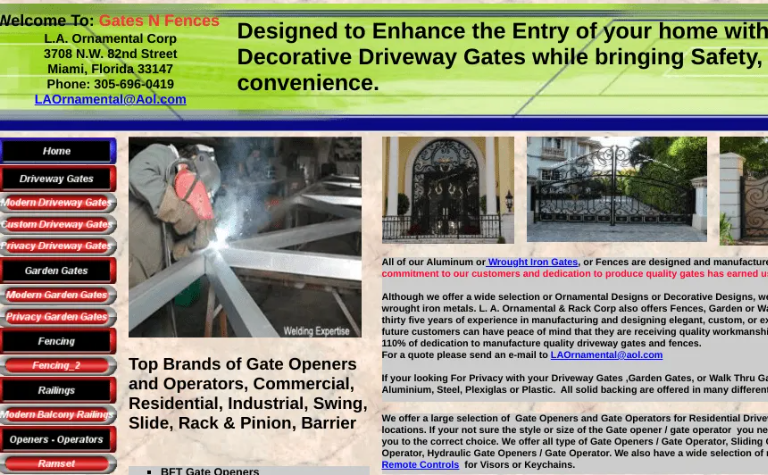 Welcome To: Gates N Fences
L.A. Ornamental Corp
3708 N.W. 82nd Street
Miami, Florida 33147
Phone: 305-696-0419
LAOrnamental@Aol.com
Designed to Enhance the Entry of your home with
Decorative Driveway Gates while bringing Safety,
convenience.
Home
Driveway Gates
Modern Driveway Gates
Custom Driveway Gates
Privacy Driveway Gates
Garden Gates
Modern Garden Gates
Privacy Garden Gates
Fencing
Fencing_2
Railings
Modern Balcony Railings
Openers - Operators
Ramset
Welding Expertise
Top Brands of Gate Openers
and Operators, Commercial,
Residential, Industrial, Swing,
Slide, Rack & Pinion, Barrier
BFT Gate Openers
All of our Aluminum or Wrought Iron Gates, or Fences are designed and manufacture
commitment to our customers and dedication to produce quality gates has earned us
Although we offer a wide selection or Ornamental Designs or Decorative Designs, we
wrought iron metals. L. A. Ornamental & Rack Corp also offers Fences, Garden or Wa
thirty five years of experience in manufacturing and designing elegant, custom, or ex
future customers can have peace of mind that they are receiving quality workmanshi
110% of dedication to manufacture quality driveway gates and fences.
For a quote please send an e-mail to LAOrnamental@aol.com
If your looking For Privacy with your Driveway Gates ,Garden Gates, or Walk Thru Ga
Aluminium, Steel, Plexiglas or Plastic. All solid backing are offered in many different
We offer a large selection of Gate Openers and Gate Operators for Residential Drive
locations. If your not sure the style or size of the Gate opener / gate operator you ne
you to the correct choice. We offer all type of Gate Openers / Gate Operator, Sliding G
Operator, Hydraulic Gate Openers / Gate Operator. We also have a wide selection of r
Remote Controls for Visors or Keychains.